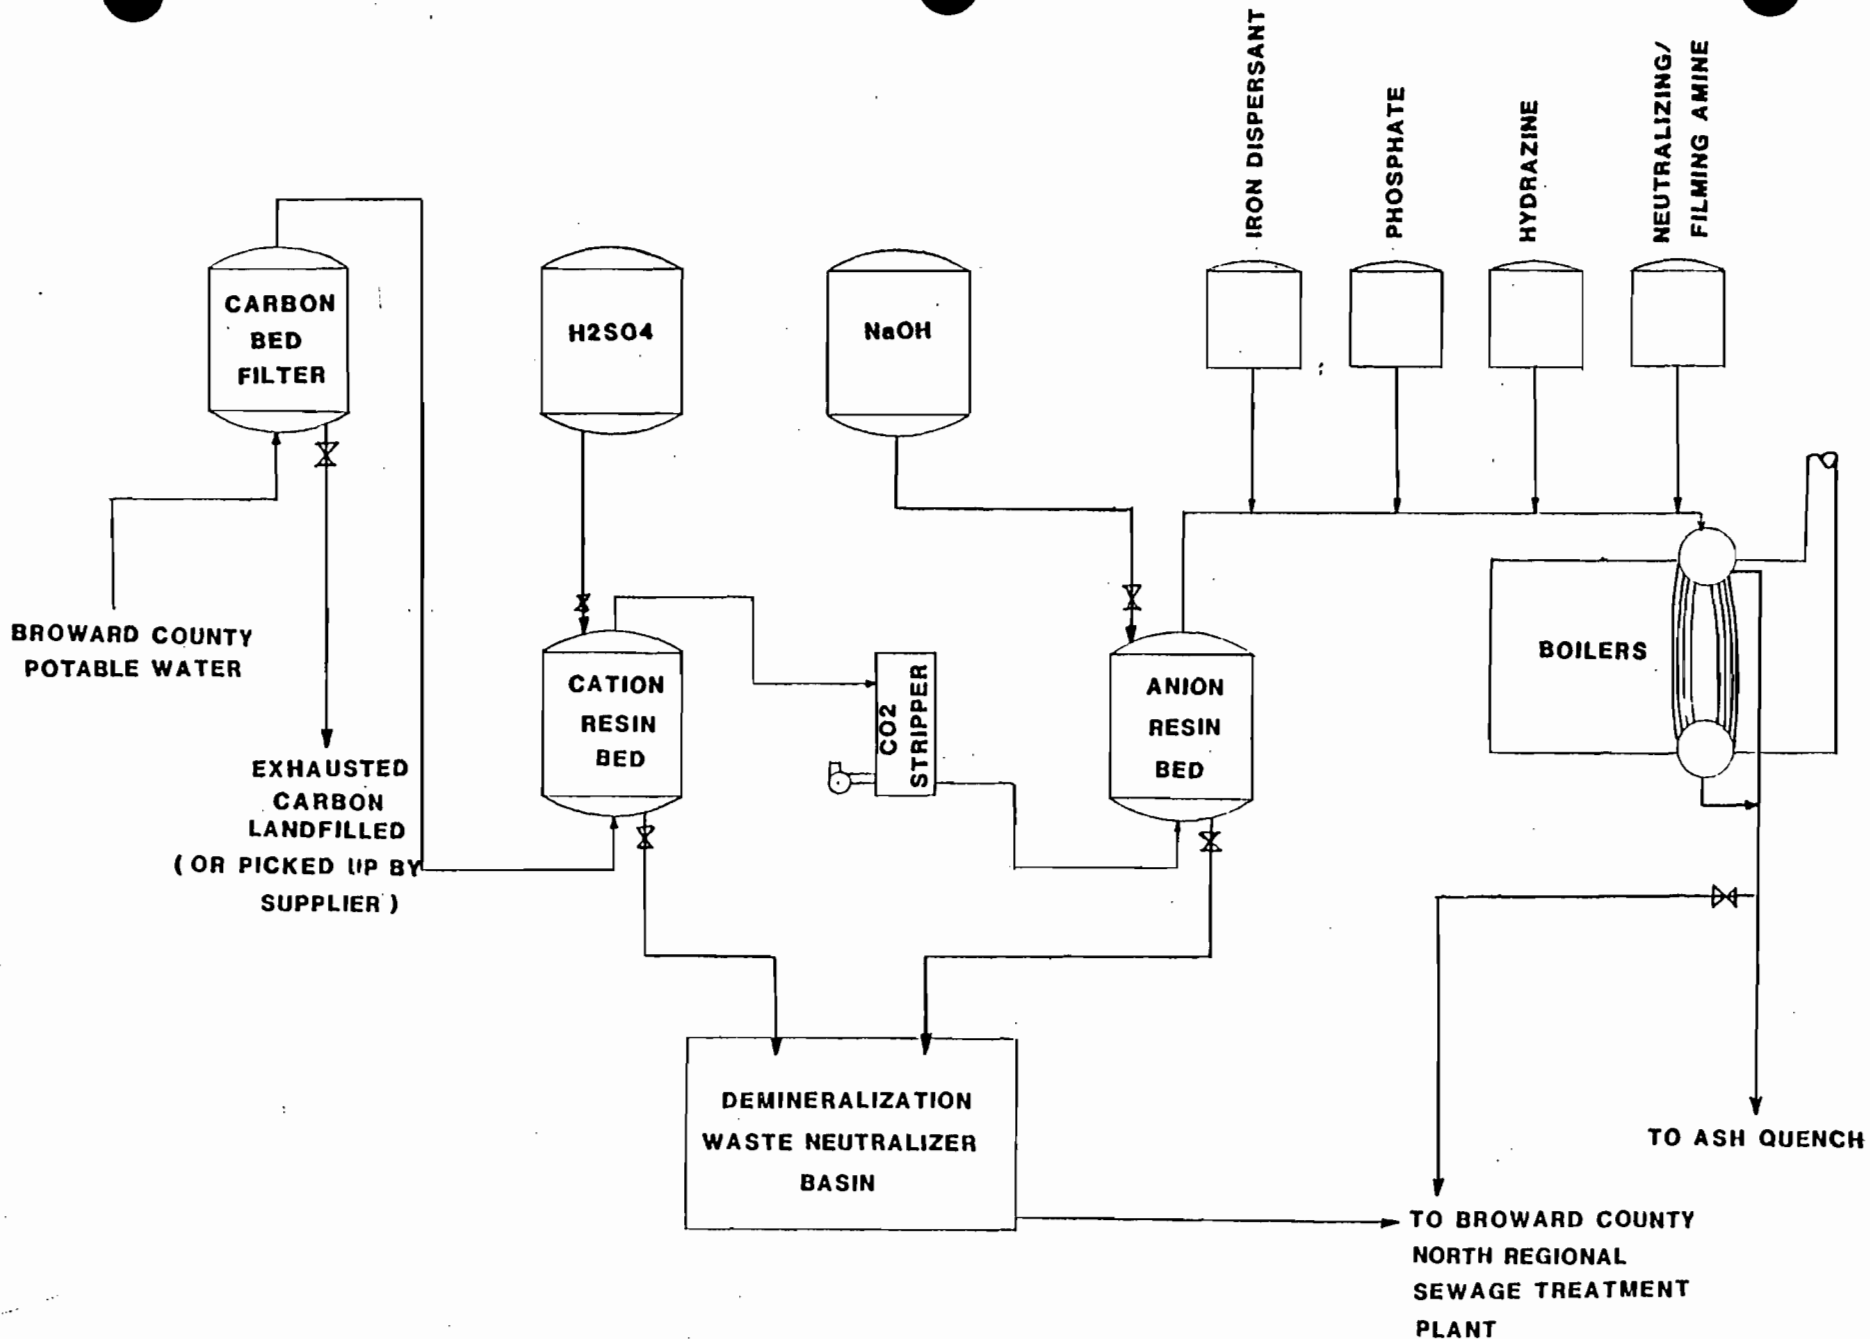 IRON DISPERSANT
PHOSPHATE
HYDRAZINE
NEUTRALIZING/
FILMING AMINE
CARBON
BED
FILTER
H2SO4
NaOH
BROWARD COUNTY
POTABLE WATER
EXHAUSTED
CARBON
LANDFILLED
(OR PICKED UP BY
SUPPLIER)
CATION
RESIN
BED
CO2
STRIPPER
ANION
RESIN
BED
BOILERS
DEMINERALIZATION
WASTE NEUTRALIZER
BASIN
TO ASH QUENCH
TO BROWARD COUNTY
NORTH REGIONAL
SEWAGE TREATMENT
PLANT